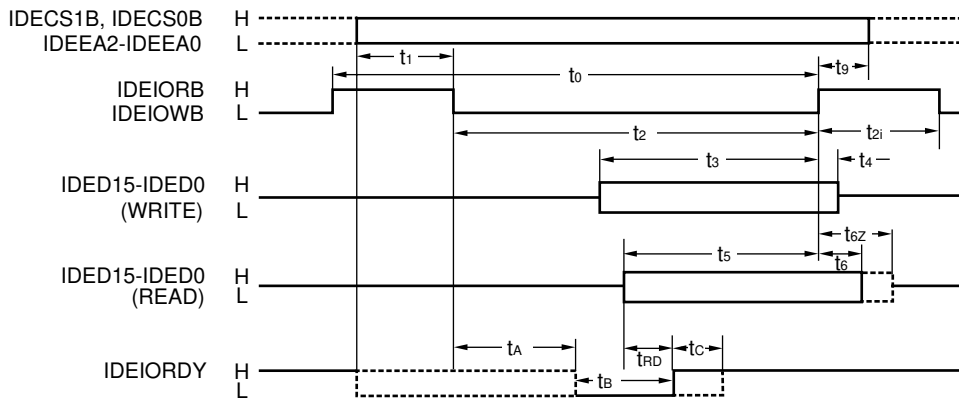 IDECS1B, IDECS0B H
IDEEA2-IDEEA0 L
t1
t0
t9
IDEIORB H
IDEIOWB L
t2
t2i
t3
t4
IDED15-IDED0 H
(WRITE) L
t6Z
t5
t6
IDED15-IDED0 H
(READ) L
tA
tRD
tC
IDEIORDY H
L
tB